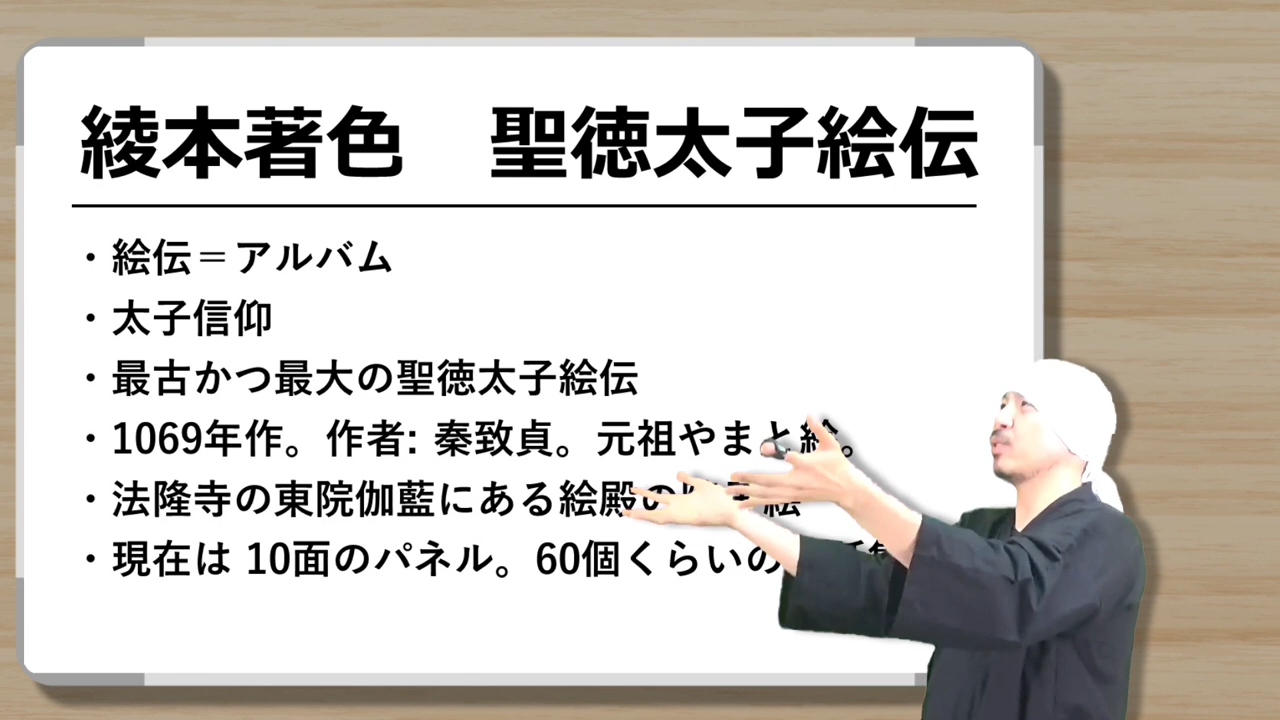 綾本著色　聖徳太子絵伝
・絵伝＝アルバム
・太子信仰
・最古かつ最大の聖徳太子絵伝
・1069年作。作者: 秦致貞。元祖やまと絵。
・法隆寺の東院伽藍にある絵殿の 絵
・現在は 10面のパネル。60個くらいの